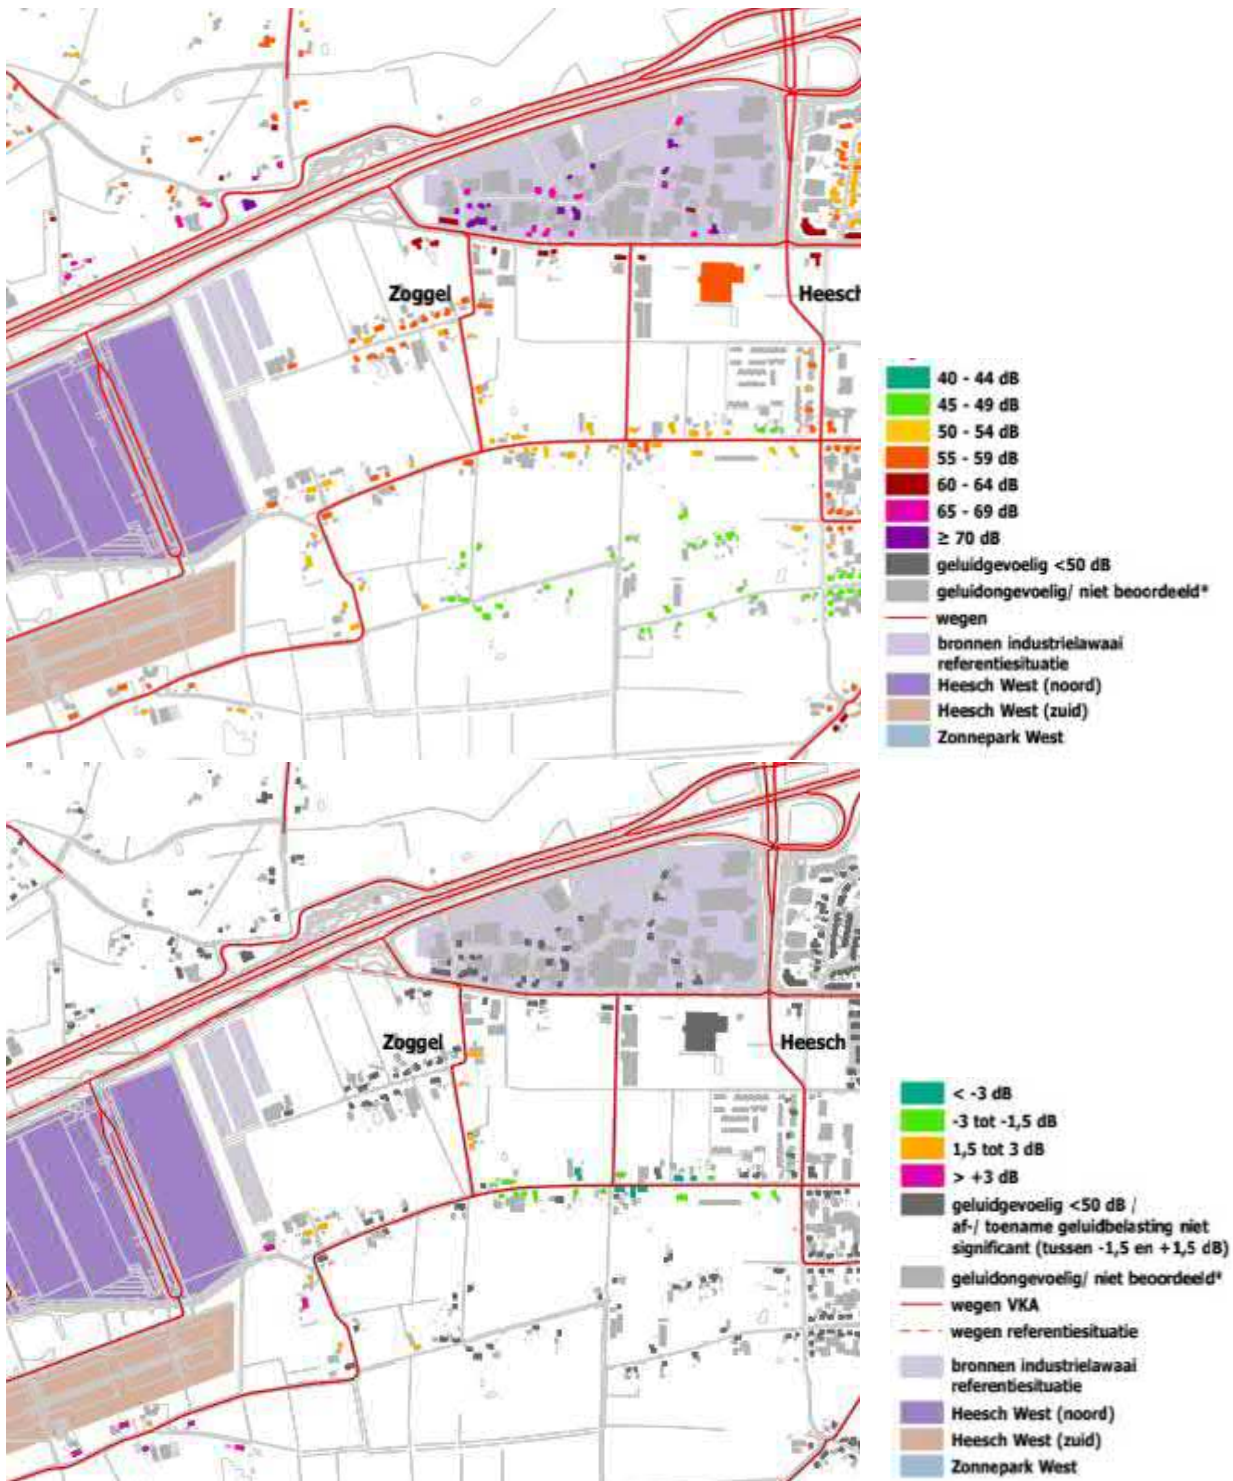 Zoggel
Heesch
40 - 44 dB
45 - 49 dB
50 - 54 dB
55 - 59 dB
60 - 64 dB
65 - 69 dB
≥ 70 dB
geluidgevoelig <50 dB
geluidongevoelig/ niet beoordeeld*
wegen
bronnen industrielawaai
referentiesituatie
Heesch West (noord)
Heesch West (zuid)
Zonnepark West
Zoggel
Heesch
< -3 dB
-3 tot -1,5 dB
1,5 tot 3 dB
> +3 dB
geluidgevoelig <50 dB /
af-/ toename geluidbelasting niet
significant (tussen -1,5 en +1,5 dB)
geluidongevoelig/ niet beoordeeld*
wegen VKA
wegen referentiesituatie
bronnen industrielawaai
referentiesituatie
Heesch West (noord)
Heesch West (zuid)
Zonnepark West